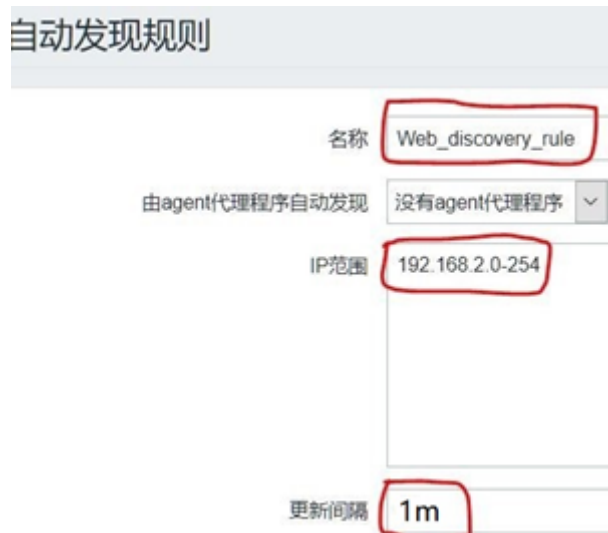 自动发现规则
名称 Web_discovery_rule
由agent代理程序自动发现 没有agent代理程序
IP范围 192.168.2.0-254
更新间隔 1m